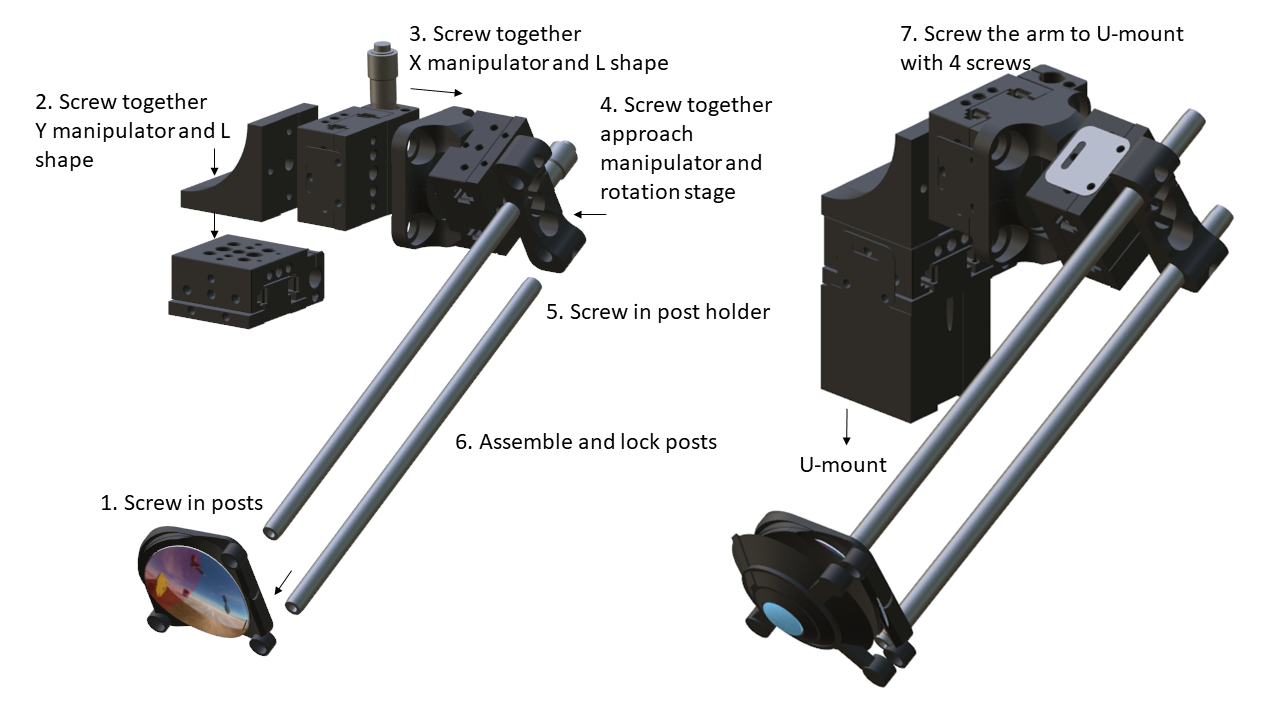 3. Screw together
X manipulator and L shape
7. Screw the arm to U-mount
with 4 screws
2. Screw together
Y manipulator and L
shape
4. Screw together
approach
manipulator and
rotation stage
5. Screw in post holder
6. Assemble and lock posts
U-mount
1. Screw in posts